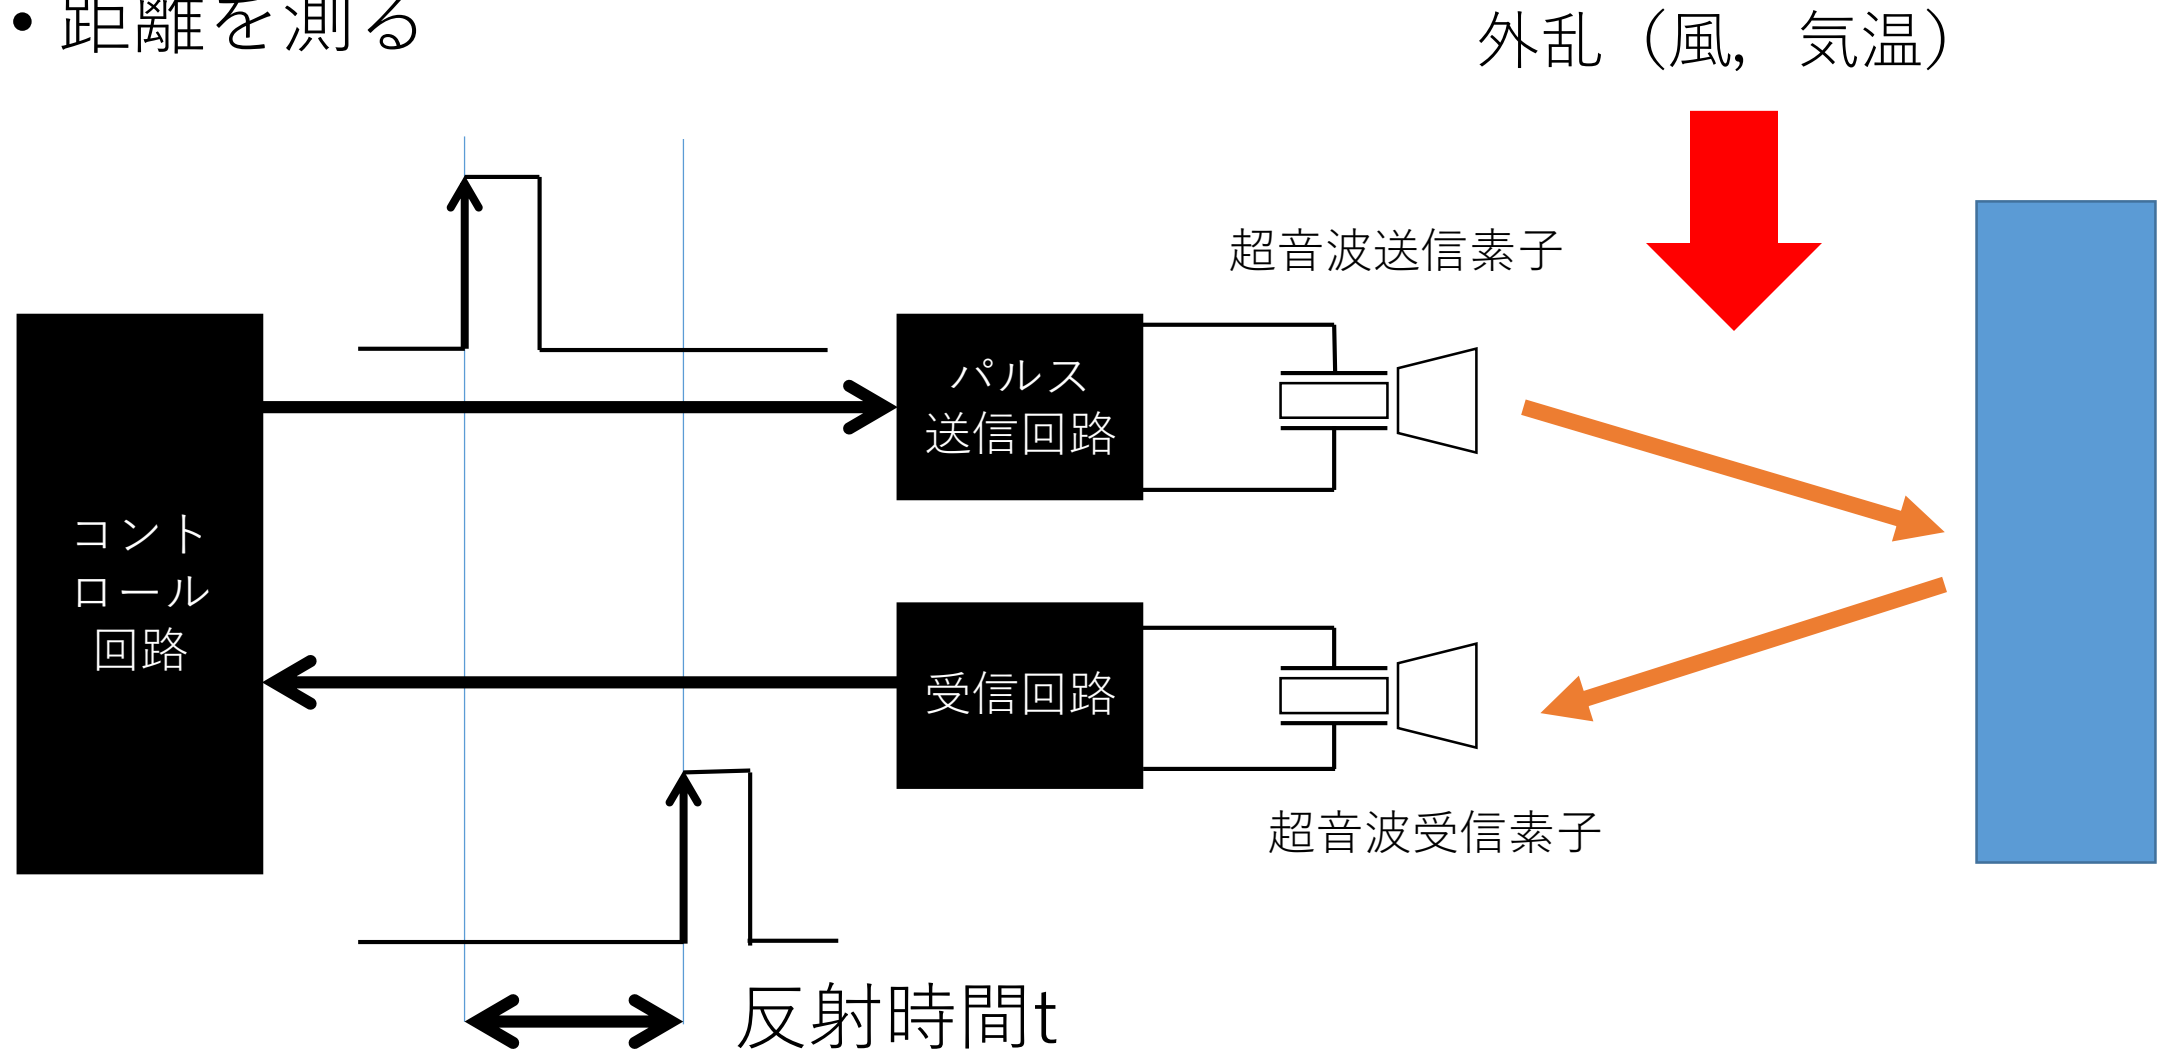 • 距離を測る
外乱（風，気温）
超音波送信素子
パルス
送信回路
コント
ロール
回路
受信回路
超音波受信素子
反射時間t